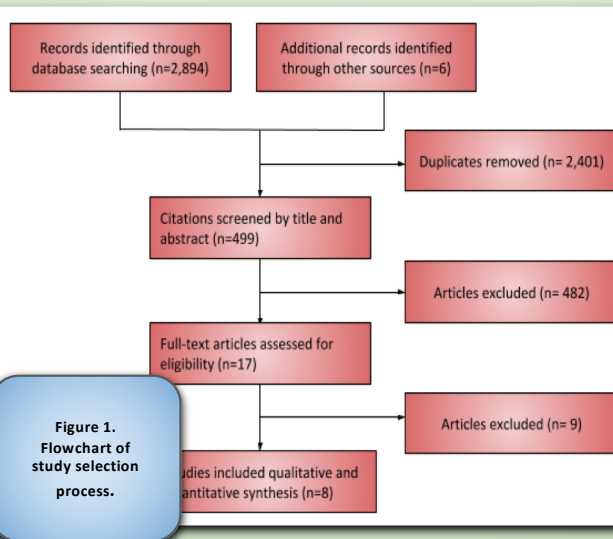 Records identified through
database searching (n=2,894)
Additional records identified
through other sources (n=6)
Duplicates removed (n= 2,401)
Citations screened by title and
abstract (n=499)
Articles excluded (n= 482)
Full-text articles assessed for
eligibility (n=17)
Articles excluded (n= 9)
udies included qualitative and
antitative synthesis (n=8)
Figure 1.
Flowchart of
study selection
process.